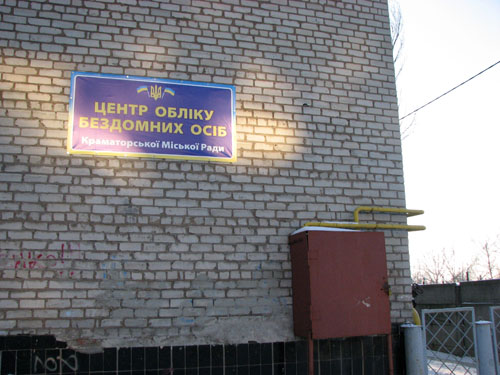 ЦЕНТР ОБЛІКУ
БЕЗДОМНИХ ОСІБ
Краматорської Міської Ради